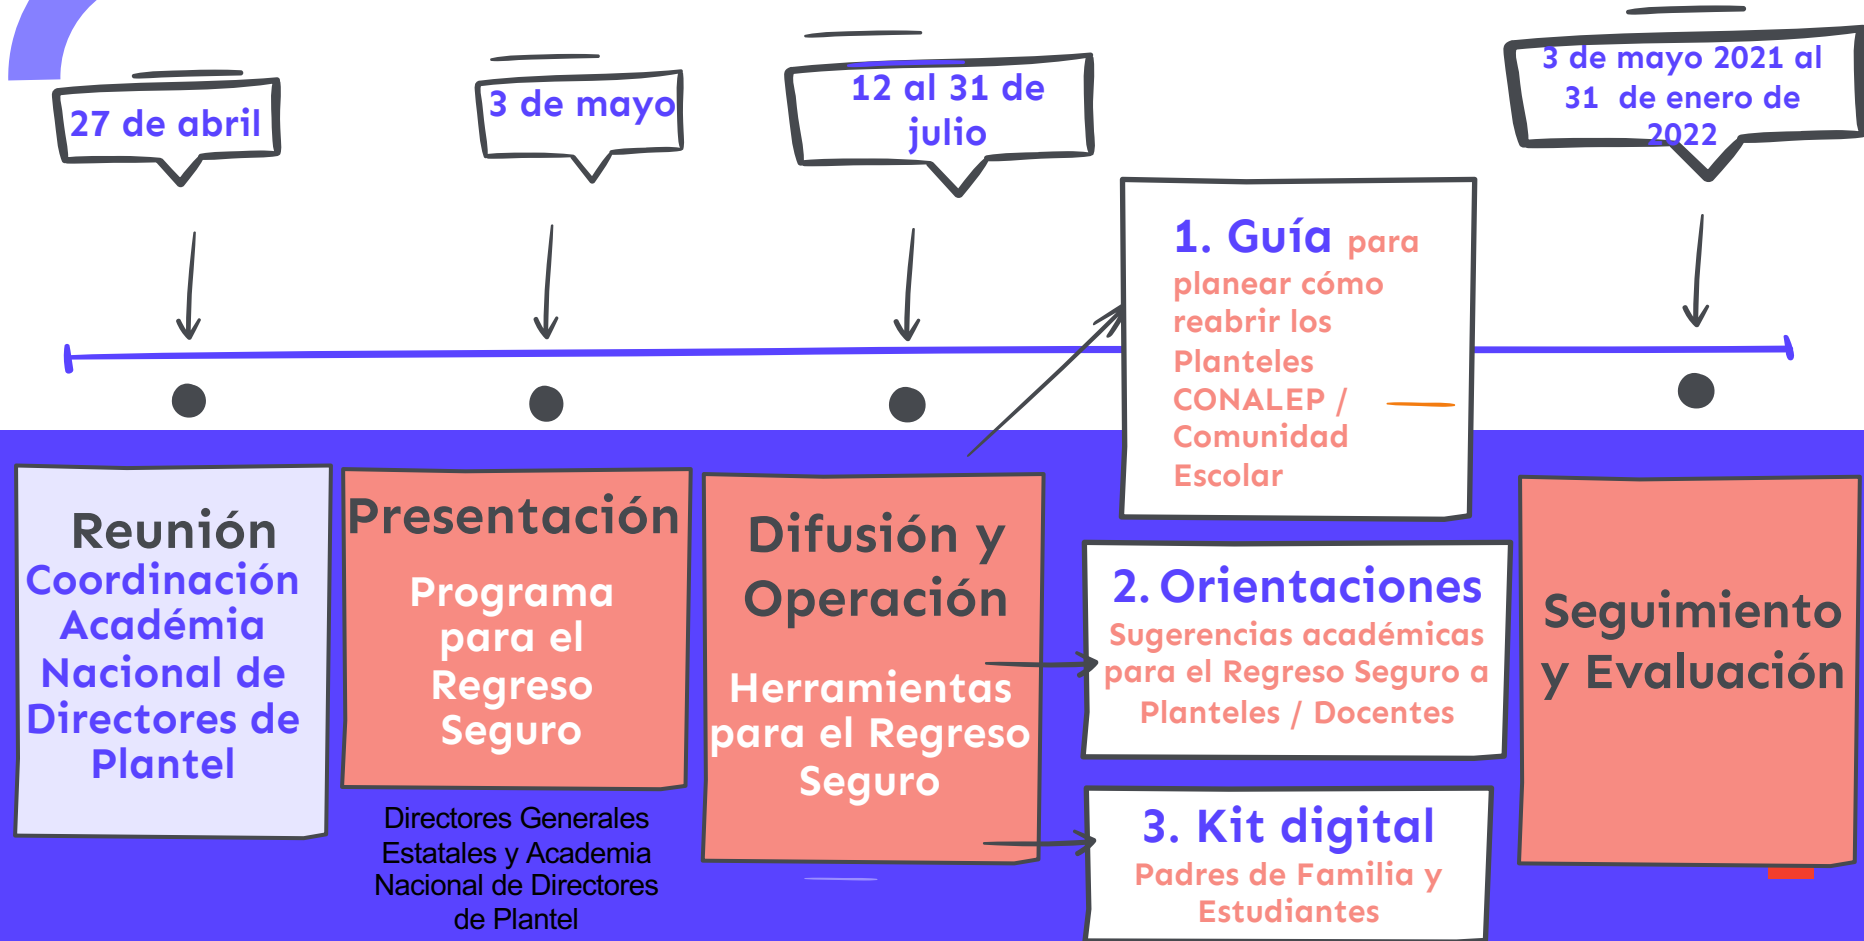 27 de abril
3 de mayo
12 al 31 de
julio
3 de mayo 2021 al
31 de enero de
2022
Reunión
Coordinación
Académia
Nacional de
Directores de
Plantel
Presentación
Programa
para el
Regreso
Seguro
Directores Generales
Estatales y Academia
Nacional de Directores
de Plantel
Difusión y
Operación
Herramientas
para el Regreso
Seguro
1. Guía para
planear cómo
reabrir los
Planteles
CONALEP /
Comunidad
Escolar
2. Orientaciones
Sugerencias académicas
para el Regreso Seguro a
Planteles / Docentes
3. Kit digital
Padres de Familia y
Estudiantes
Seguimiento
y Evaluación